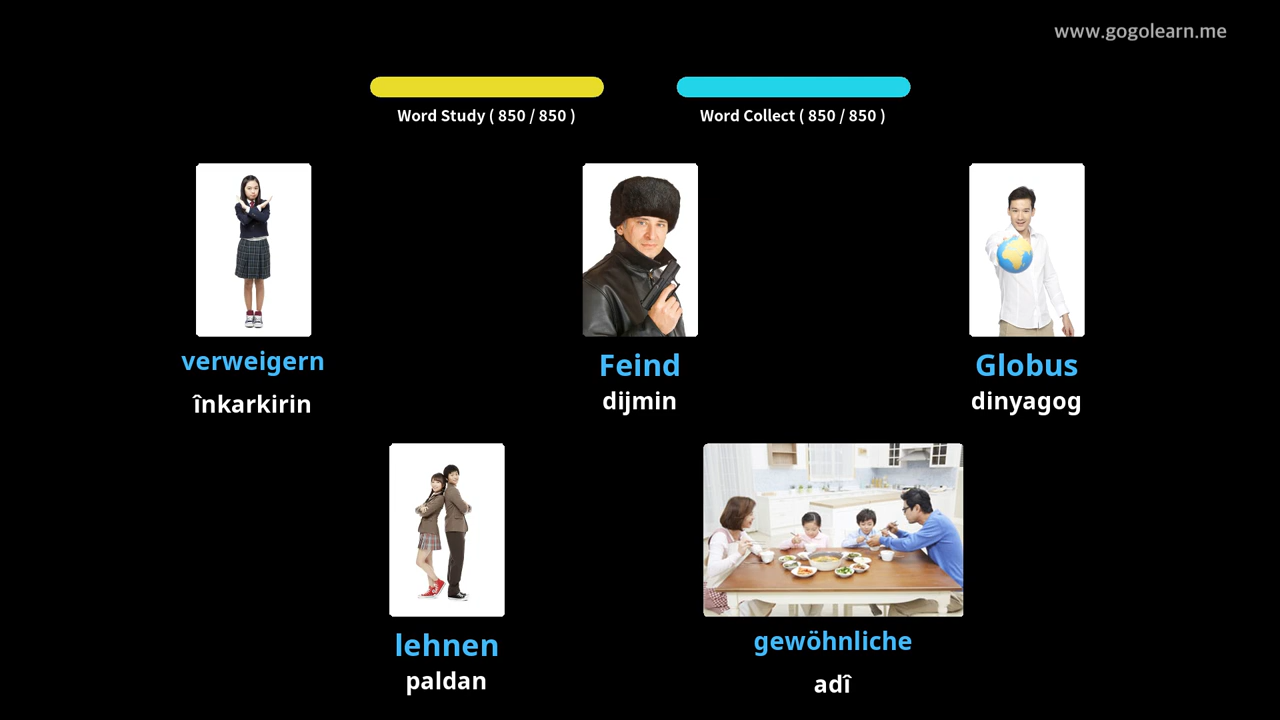 www.gogolearn.me
Word Study ( 850 / 850 )
Word Collect ( 850 / 850 )
verweigern
înkarkirin
Feind
dijmin
Globus
dinyagog
lehnen
paldan
gewöhnliche
adî